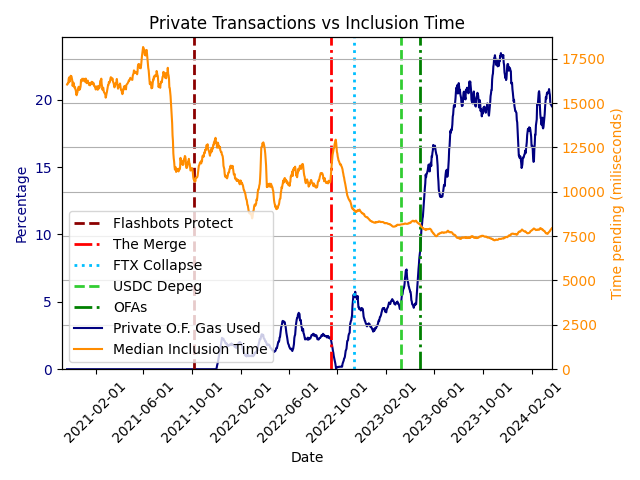 Private Transactions vs Inclusion Time
Percentage
20
15
10
5
0
17500
15000
12500
10000
7500
5000
2500
0
Time pending (miliseconds)
Flashbots Protect
The Merge
FTX Collapse
USDC Depeg
OFAs
Private O.F. Gas Used
Median Inclusion Time
2021-02-01
2021-06-01
2021-10-01
2022-02-01
2022-06-01
2022-10-01
2023-02-01
2023-06-01
2023-10-01
2024-02-01
Date